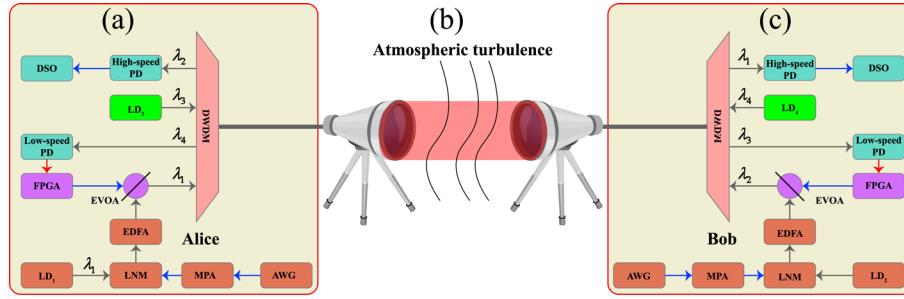 (a)
DSO
High-speed
PD
λ2
LD3
λ3
DWDM
Low-speed
PD
λ4
FPGA
EVOA
λ1
EDFA
Alice
LD1
λ1
LNM
MPA
AWG
(b)
Atmospheric turbulence
(c)
λ1
High-speed
PD
DSO
λ4
LD4
DWDM
λ3
Low-speed
PD
λ2
EVOA
FPGA
EDFA
Bob
AWG
MPA
LNM
LD2